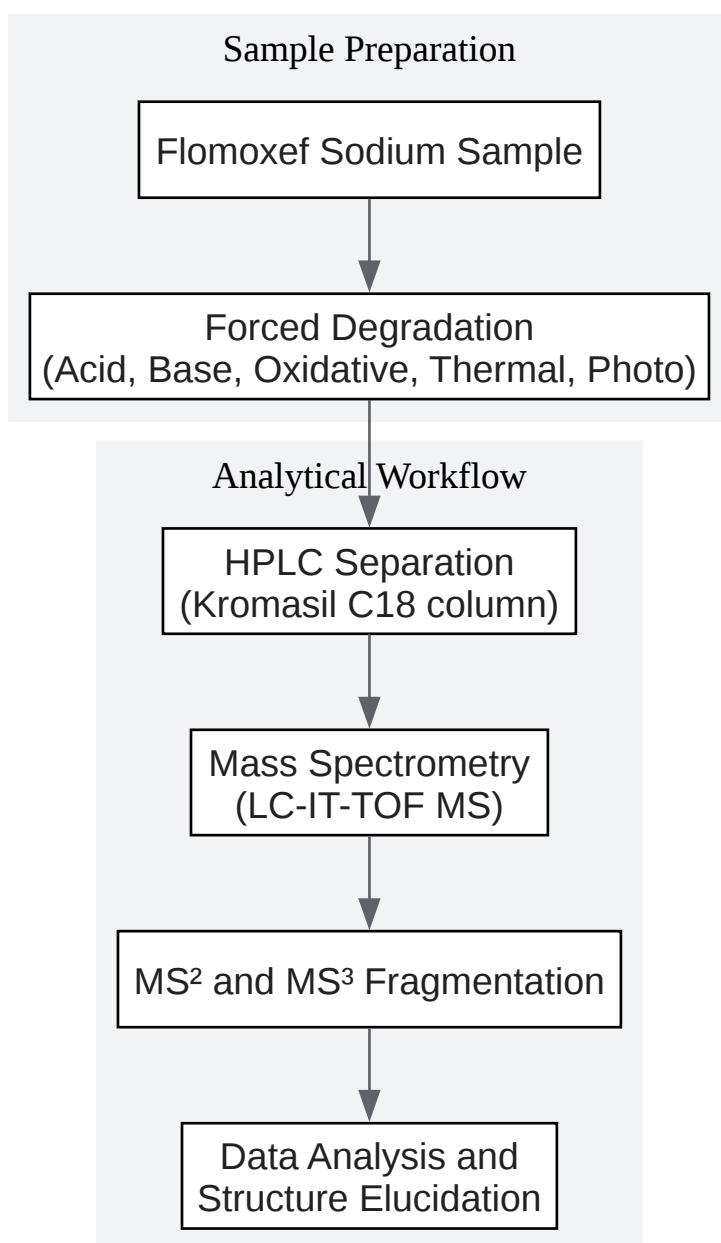 Sample Preparation
Flomoxef Sodium Sample
Forced Degradation
(Acid, Base, Oxidative, Thermal, Photo)
Analytical Workflow
HPLC Separation
(Kromasil C18 column)
Mass Spectrometry
(LC-IT-TOF MS)
MS² and MS³ Fragmentation
Data Analysis and
Structure Elucidation